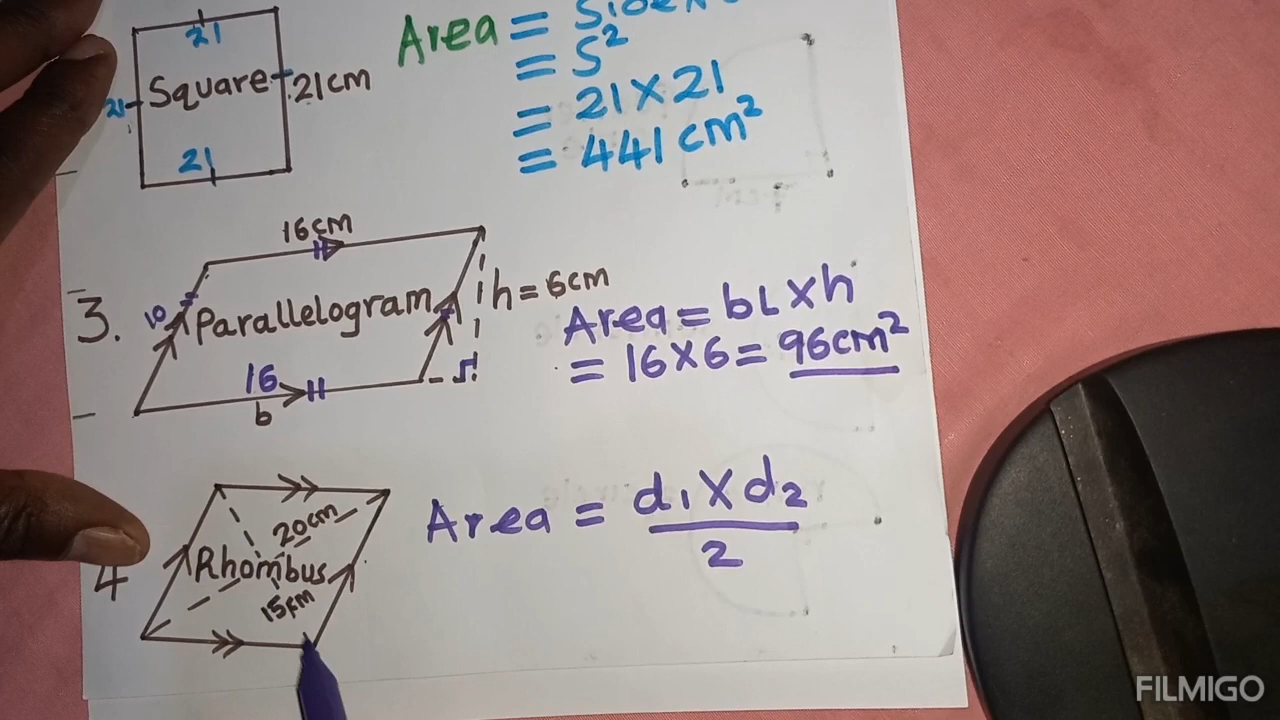 21
Square
21cm
21
21
Area =
= S²
= 21 X 21
= 441 cm²
3.
16cm
10
Parallelogram
h = 6cm
16
b
Area = bL X h
= 16 X 6 = 96cm²
4
20cm
Rhombus
15cm
Area = d₁ X d₂
2
FILMIGO